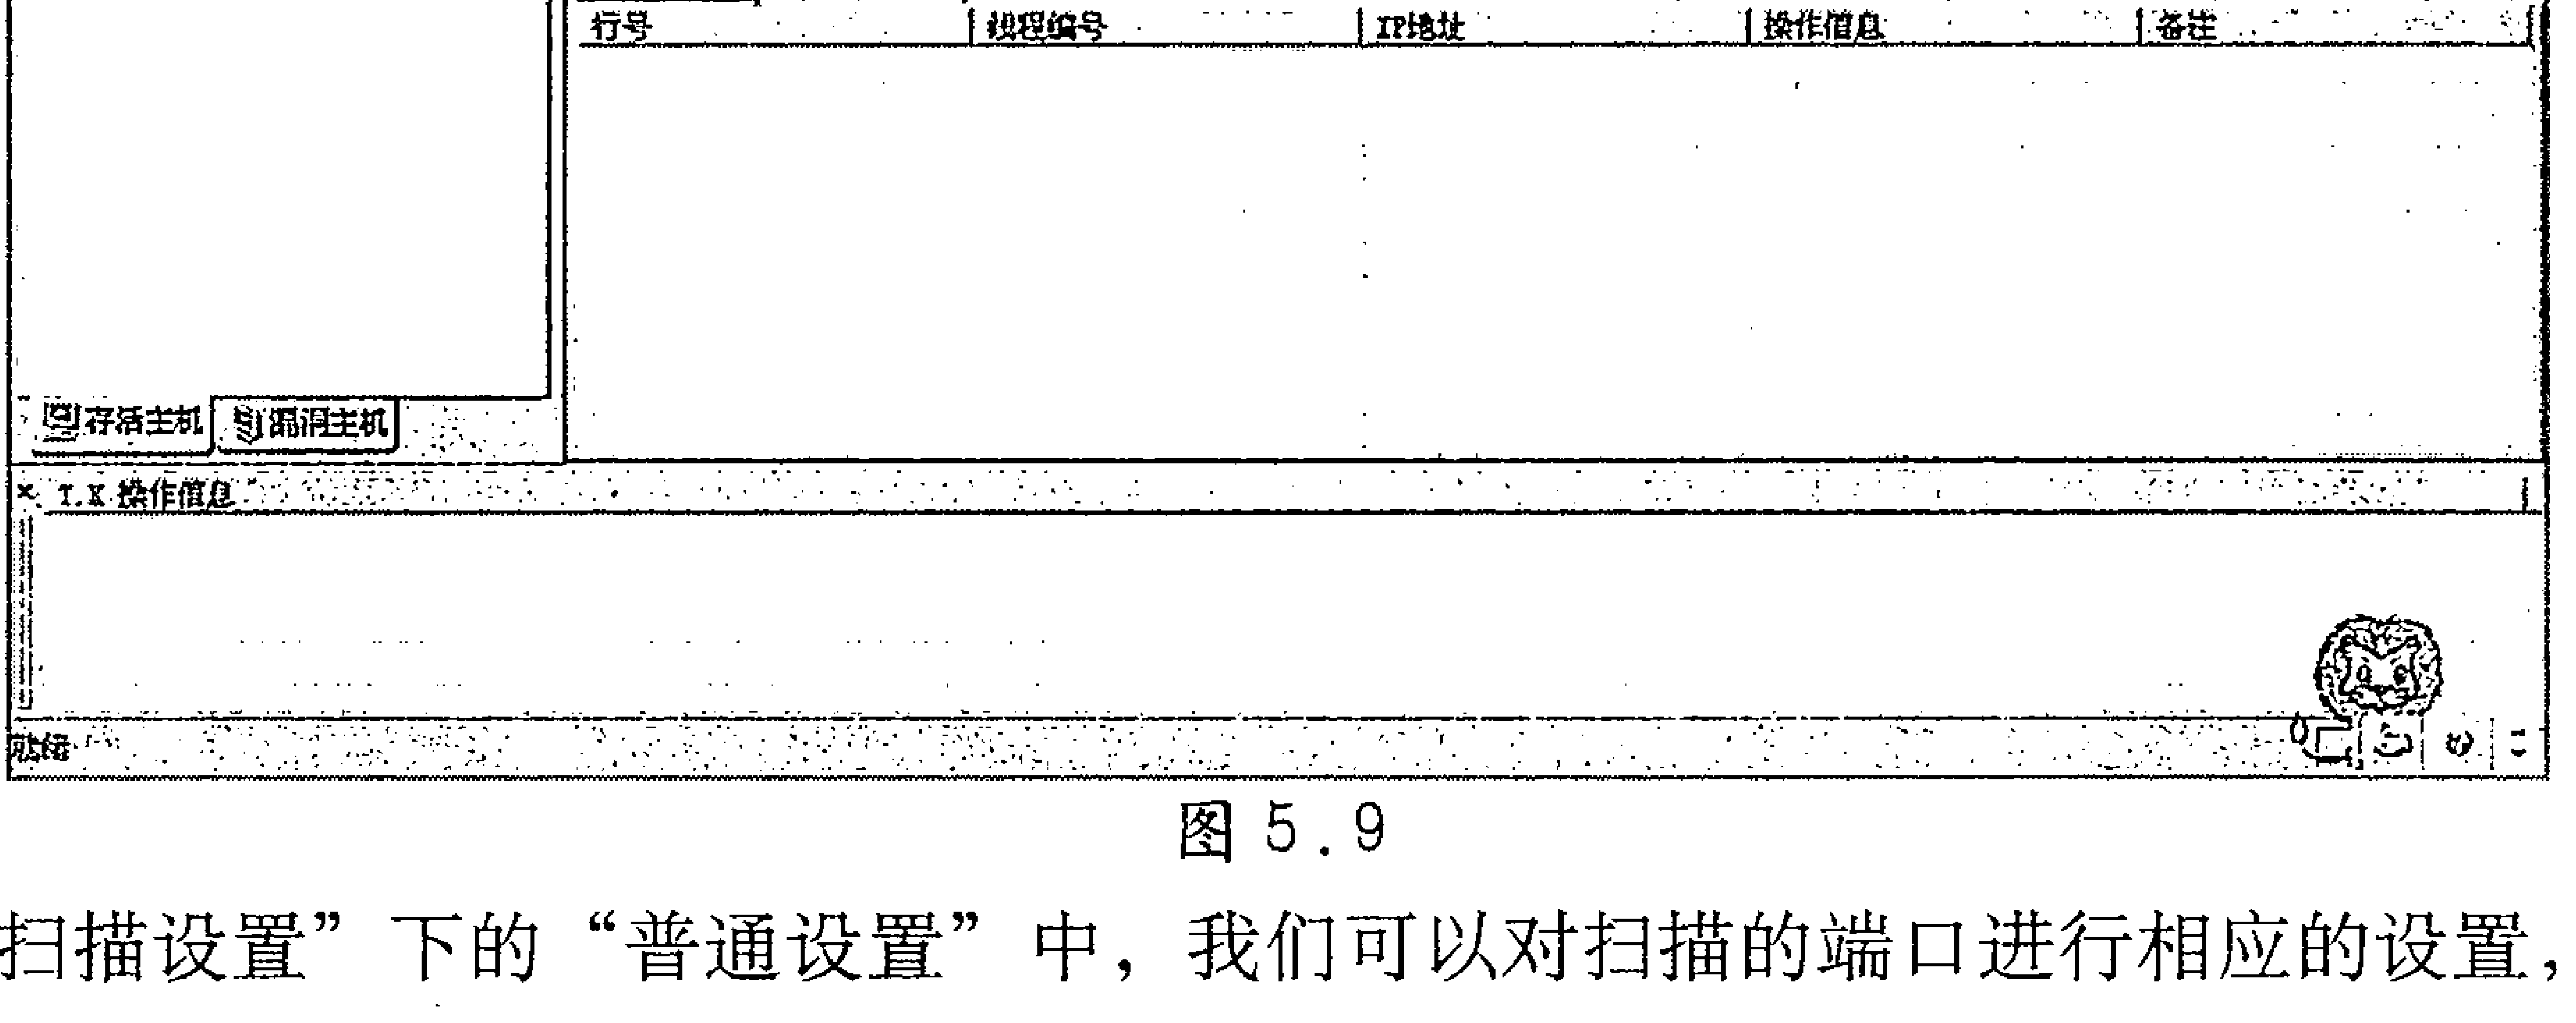 行号 线程编号 IP地址 操作信息 备注
存活主机 漏洞主机
T.K 操作信息
就绪
图 5.9
扫描设置”下的“普通设置”中，我们可以对扫描的端口进行相应的设置，